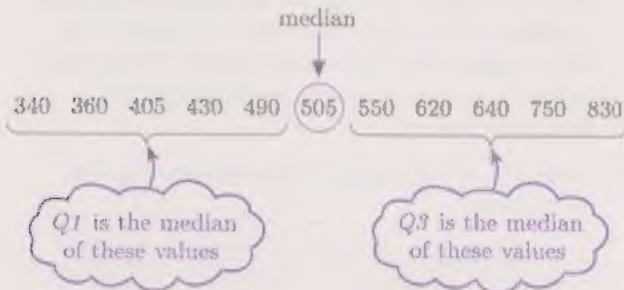 median
340 360 405 430 490 505 550 620 640 750 830
Q1 is the median
of these values
Q3 is the median
of these values